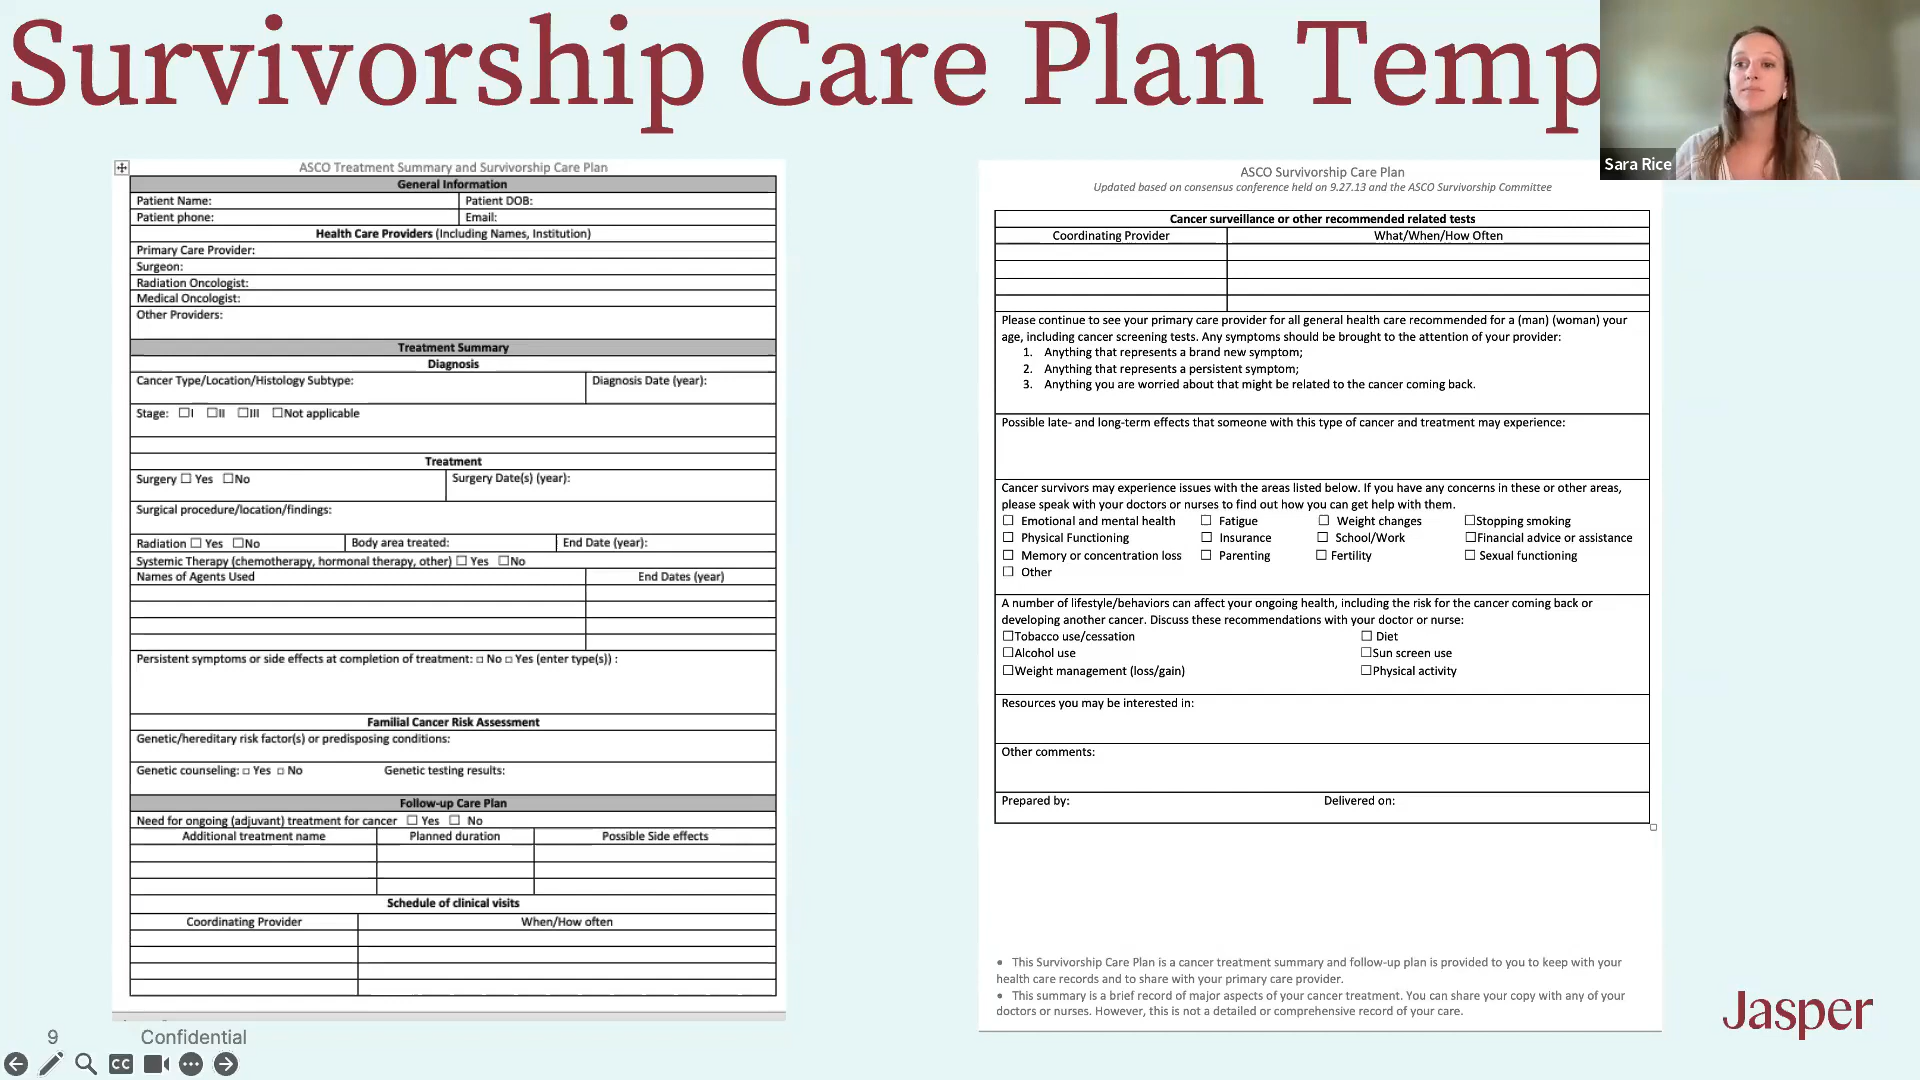 Survivorship Care Plan Temp
Sara Rice
ASCO Treatment Summary and Survivorship Care Plan
General Information
Patient Name: Patient DOB:
Patient phone: Email:
Health Care Providers (Including Names, Institution)
Primary Care Provider:
Surgeon:
Radiation Oncologist:
Medical Oncologist:
Other Providers:
Treatment Summary
Diagnosis
Cancer Type/Location/Histology Subtype: Diagnosis Date (year):
Stage: ☐I ☐II ☐III ☐Not applicable
Treatment
Surgery ☐ Yes ☐No Surgery Date(s) (year):
Surgical procedure/location/findings:
Radiation ☐ Yes ☐No Body area treated: End Date (year):
Systemic Therapy (chemotherapy, hormonal therapy, other) ☐ Yes ☐No
Names of Agents Used End Dates (year)
Persistent symptoms or side effects at completion of treatment: □ No □ Yes (enter type(s)) :
Familial Cancer Risk Assessment
Genetic/hereditary risk factor(s) or predisposing conditions:
Genetic counseling: □ Yes □ No Genetic testing results:
Follow-up Care Plan
Need for ongoing (adjuvant) treatment for cancer ☐ Yes ☐ No
Additional treatment name Planned duration Possible Side effects
Schedule of clinical visits
Coordinating Provider When/How often
ASCO Survivorship Care Plan
Updated based on consensus conference held on 9.27.13 and the ASCO Survivorship Committee
Cancer surveillance or other recommended related tests
Coordinating Provider What/When/How Often
Please continue to see your primary care provider for all general health care recommended for a (man) (woman) your
age, including cancer screening tests. Any symptoms should be brought to the attention of your provider:
1. Anything that represents a brand new symptom;
2. Anything that represents a persistent symptom;
3. Anything you are worried about that might be related to the cancer coming back.
Possible late- and long-term effects that someone with this type of cancer and treatment may experience:
Cancer survivors may experience issues with the areas listed below. If you have any concerns in these or other areas,
please speak with your doctors or nurses to find out how you can get help with them.
☐ Emotional and mental health ☐ Fatigue ☐ Weight changes ☐Stopping smoking
☐ Physical Functioning ☐ Insurance ☐ School/Work ☐Financial advice or assistance
☐ Memory or concentration loss ☐ Parenting ☐ Fertility ☐ Sexual functioning
☐ Other
A number of lifestyle/behaviors can affect your ongoing health, including the risk for the cancer coming back or
developing another cancer. Discuss these recommendations with your doctor or nurse:
☐Tobacco use/cessation ☐ Diet
☐Alcohol use ☐Sun screen use
☐Weight management (loss/gain) ☐Physical activity
Resources you may be interested in:
Other comments:
Prepared by: Delivered on:
• This Survivorship Care Plan is a cancer treatment summary and follow-up plan is provided to you to keep with your
health care records and to share with your primary care provider.
• This summary is a brief record of major aspects of your cancer treatment. You can share your copy with any of your
doctors or nurses. However, this is not a detailed or comprehensive record of your care.
Jasper
9 Confidential
CC